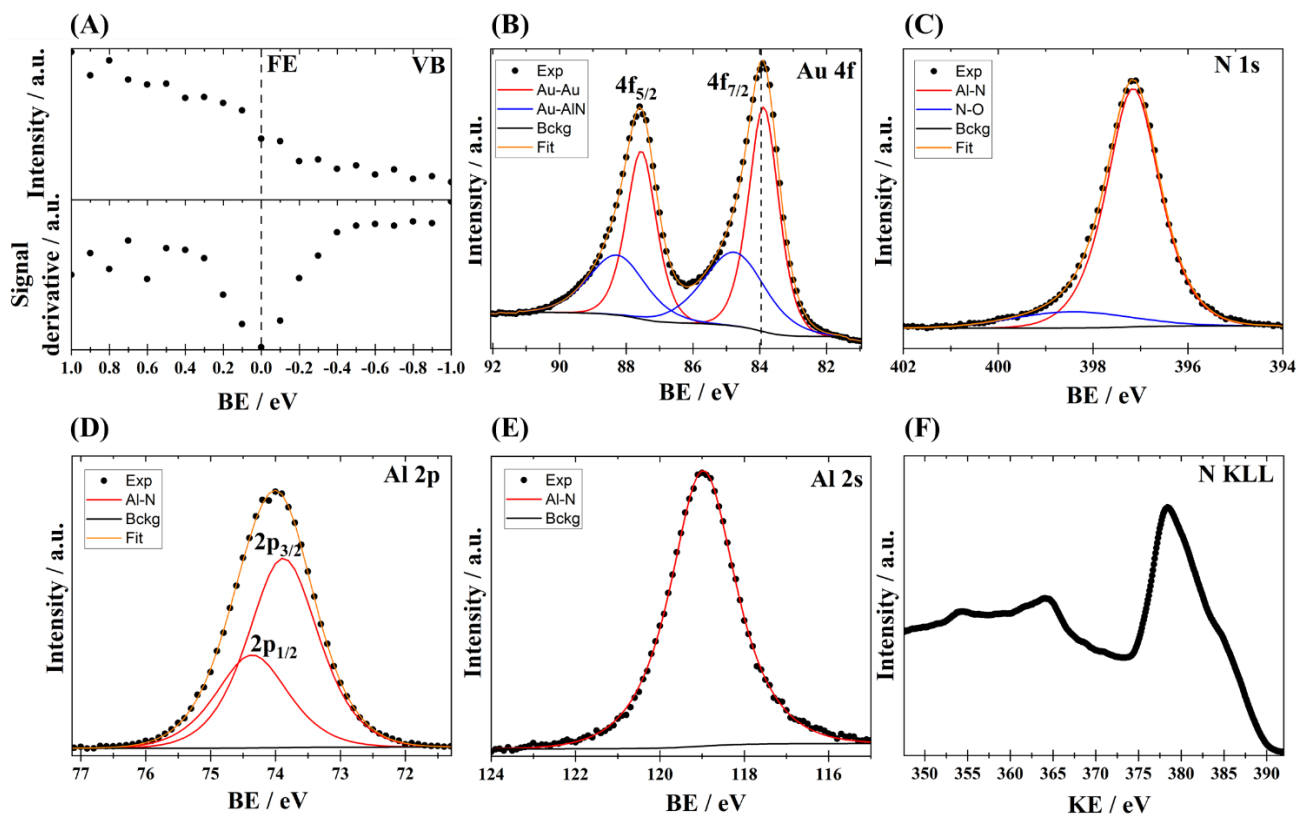 (A)
FE
VB
Intensity / a.u.
Signal
derivative / a.u.
1.0 0.8 0.6 0.4 0.2 0.0 -0.2 -0.4 -0.6 -0.8 -1.0
BE / eV
(B)
Exp
Au-Au
Au-AlN
Bckg
Fit
4f5/2
4f7/2
Au 4f
Intensity / a.u.
92 90 88 86 84 82
BE / eV
(C)
Exp
Al-N
N-O
Bckg
Fit
N 1s
Intensity / a.u.
402 400 398 396 394
BE / eV
(D)
Exp
Al-N
Bckg
Fit
Al 2p
2p3/2
2p1/2
Intensity / a.u.
77 76 75 74 73 72
BE / eV
(E)
Exp
Al-N
Bckg
Al 2s
Intensity / a.u.
124 122 120 118 116
BE / eV
(F)
N KLL
Intensity / a.u.
350 355 360 365 370 375 380 385 390
KE / eV